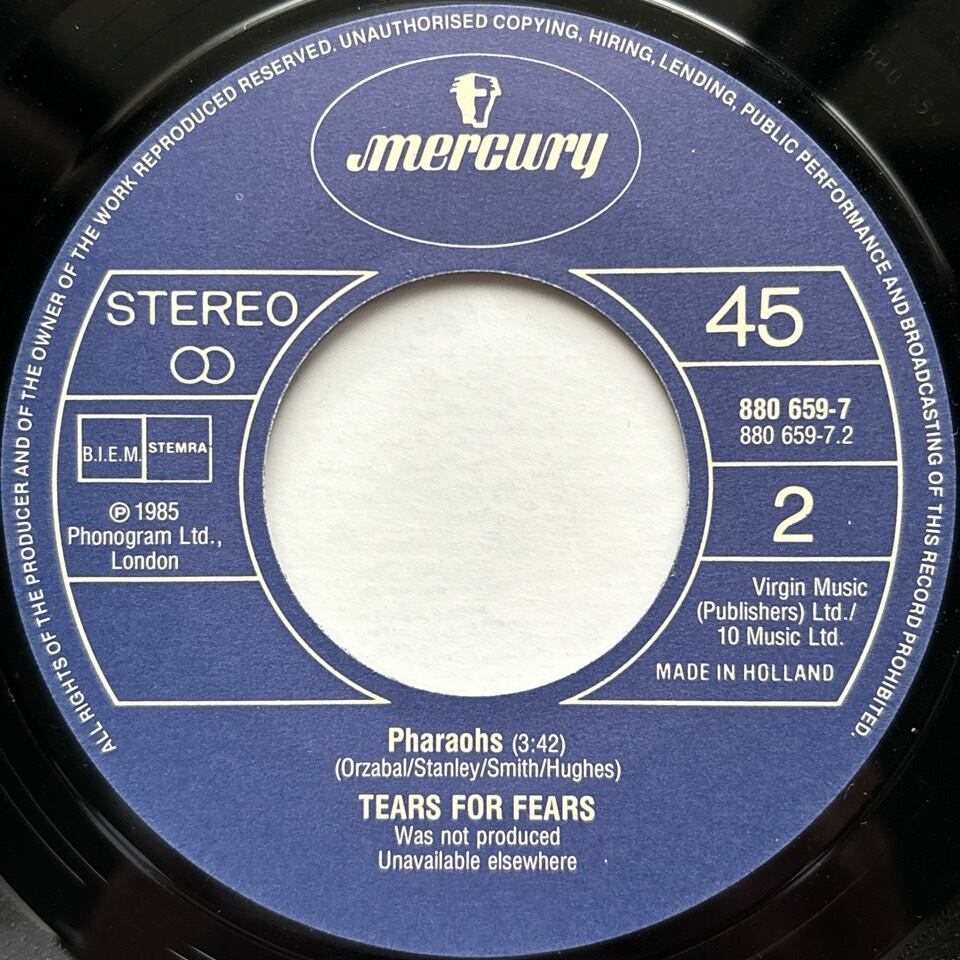 ALL RIGHTS OF THE PRODUCER AND OF THE OWNER OF THE WORK REPRODUCED RESERVED. UNAUTHORISED COPYING, HIRING, LENDING, PUBLIC PERFORMANCE AND BROADCASTING OF THIS RECORD PROHIBITED.
mercury
STEREO
B.I.E.M. STEMRA
℗ 1985
Phonogram Ltd.,
London
45
880 659-7
880 659-7.2
2
Virgin Music
(Publishers) Ltd./
10 Music Ltd.
MADE IN HOLLAND
Pharaohs (3:42)
(Orzabal/Stanley/Smith/Hughes)
TEARS FOR FEARS
Was not produced
Unavailable elsewhere